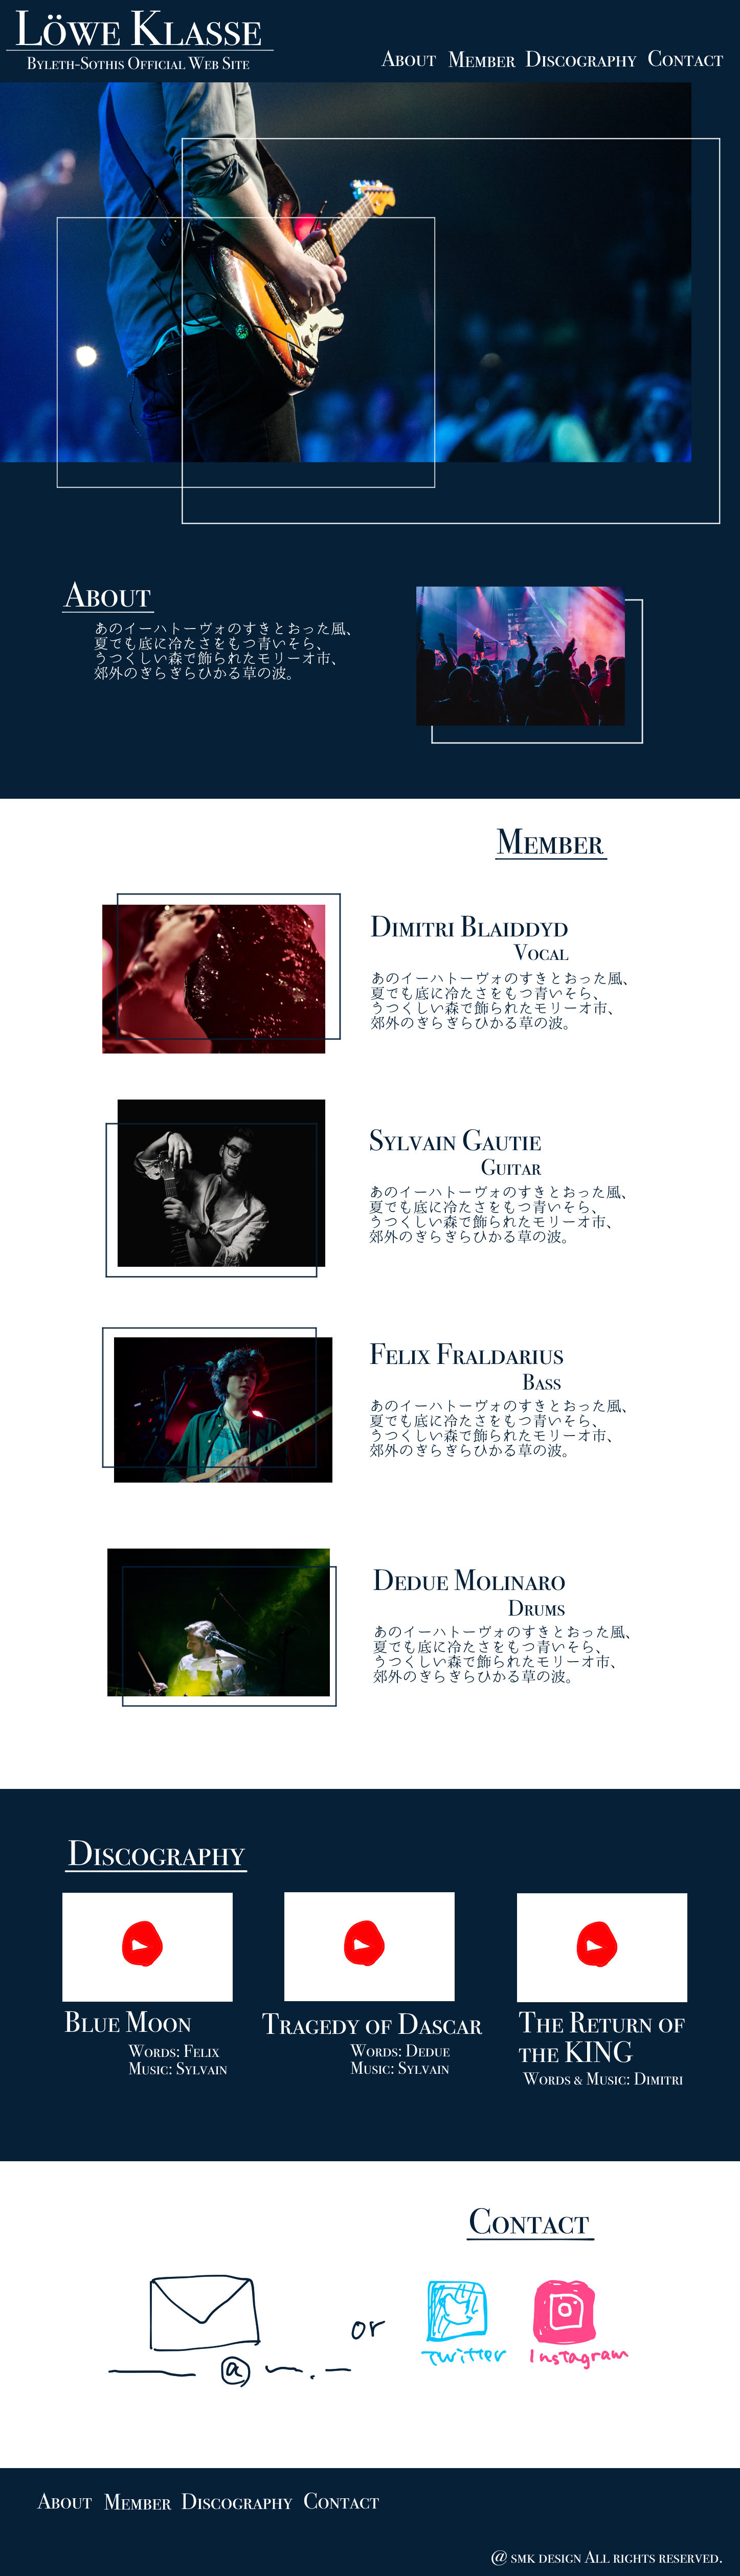 Löwe Klasse
Byleth-Sothis Official Web Site
About Member Discography Contact
About
あのイーハトーヴォのすきとおった風、
夏でも底に冷たさをもつ青いそら、
うつくしい森で飾られたモリーオ市、
郊外のぎらぎらひかる草の波。
Member
Dimitri Blaiddyd
Vocal
あのイーハトーヴォのすきとおった風、
夏でも底に冷たさをもつ青いそら、
うつくしい森で飾られたモリーオ市、
郊外のぎらぎらひかる草の波。
Sylvain Gautie
Guitar
あのイーハトーヴォのすきとおった風、
夏でも底に冷たさをもつ青いそら、
うつくしい森で飾られたモリーオ市、
郊外のぎらぎらひかる草の波。
Felix Fraldarius
Bass
あのイーハトーヴォのすきとおった風、
夏でも底に冷たさをもつ青いそら、
うつくしい森で飾られたモリーオ市、
郊外のぎらぎらひかる草の波。
Dedue Molinaro
Drums
あのイーハトーヴォのすきとおった風、
夏でも底に冷たさをもつ青いそら、
うつくしい森で飾られたモリーオ市、
郊外のぎらぎらひかる草の波。
Discography
Blue Moon
Words: Felix
Music: Sylvain
Tragedy of Dascar
Words: Dedue
Music: Sylvain
The Return of
the KING
Words & Music: Dimitri
Contact
@ .
or
Twitter
Instagram
About Member Discography Contact
@ smk design All rights reserved.